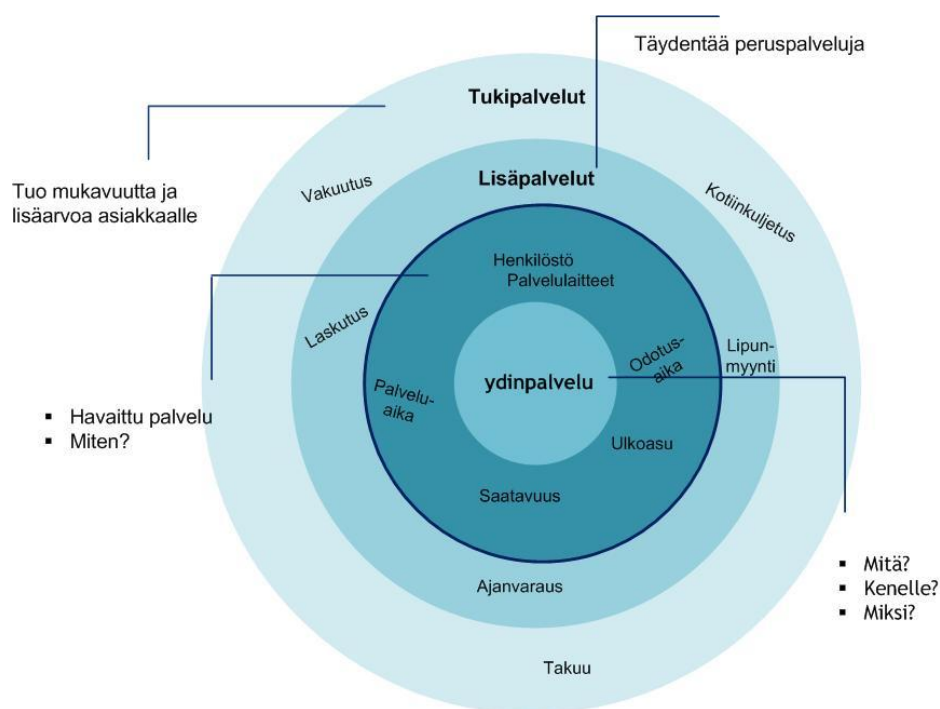 Täydentää peruspalveluja
Tukipalvelut
Tuo mukavuutta ja
lisäarvoa asiakkaalle
Vakuutus
Lisäpalvelut
Kotiinkuljetus
Henkilöstö
Palvelulaitteet
Laskutus
Odotus-
aika
Lipun-
myynti
ydinpalvelu
Palvelu-
aika
▪ Havaittu palvelu
▪ Miten?
Ulkoasu
Saatavuus
Ajanvaraus
▪ Mitä?
▪ Kenelle?
▪ Miksi?
Takuu